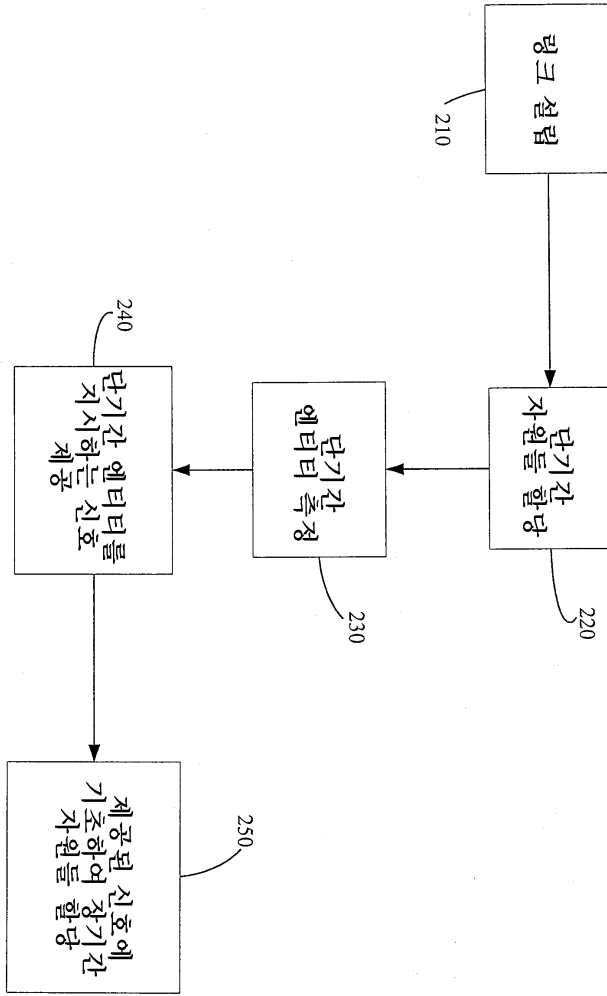 링크 설립
210
단기간
자원들 할당
220
단기간
엔티티 측정
230
단기간 엔티티를
지시하는 신호
제공
240
제공된 신호에
기초하여 장기간
자원들 할당
250